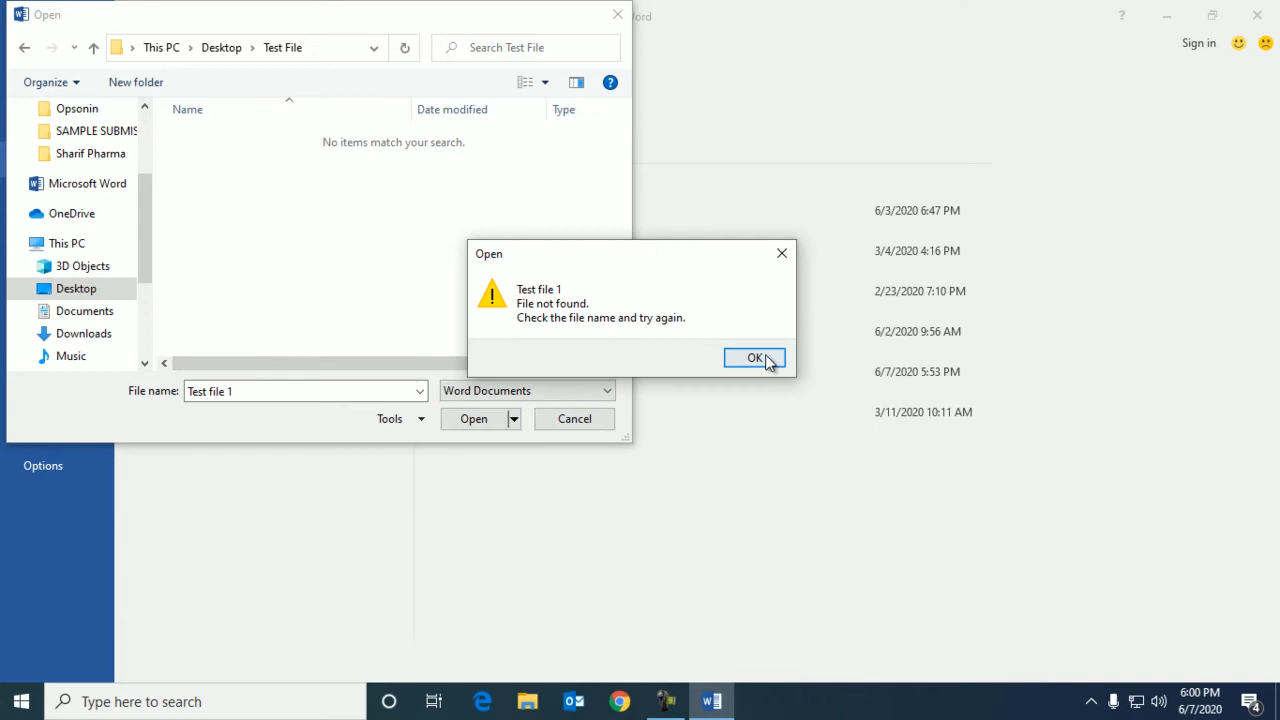 Open
Word
Sign in
This PC
Desktop
Test File
Search Test File
Organize
New folder
Name
Date modified
Type
Opsonin
SAMPLE SUBMIS
Sharif Pharma
Microsoft Word
OneDrive
This PC
3D Objects
Desktop
Documents
Downloads
Music
No items match your search.
6/3/2020 6:47 PM
3/4/2020 4:16 PM
2/23/2020 7:10 PM
6/2/2020 9:56 AM
6/7/2020 5:53 PM
3/11/2020 10:11 AM
Open
Test file 1
File not found.
Check the file name and try again.
OK
File name:
Test file 1
Word Documents
Tools
Open
Cancel
Options
Type here to search
6:00 PM
6/7/2020
4